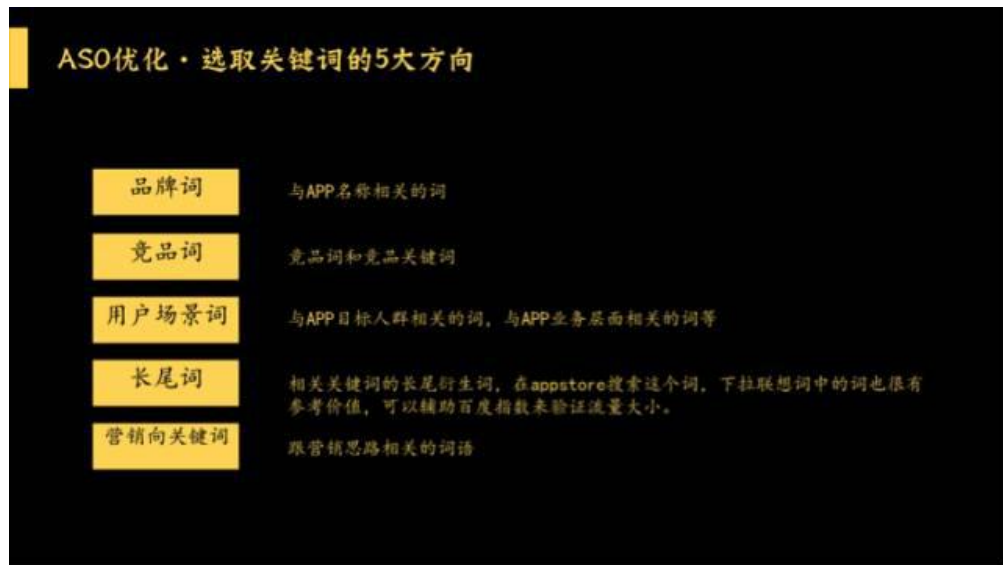 ASO优化·选取关键词的5大方向
品牌词
与APP名称相关的词
竞品词
竞品词和竞品关键词
用户场景词
与APP目标人群相关的词，与APP业务层面相关的词等
长尾词
相关关键词的长尾衍生词，在appstore搜索这个词，下拉联想词中的词也很有
参考价值，可以辅助百度指数来验证流量大小。
营销向关键词
跟营销思路相关的词语